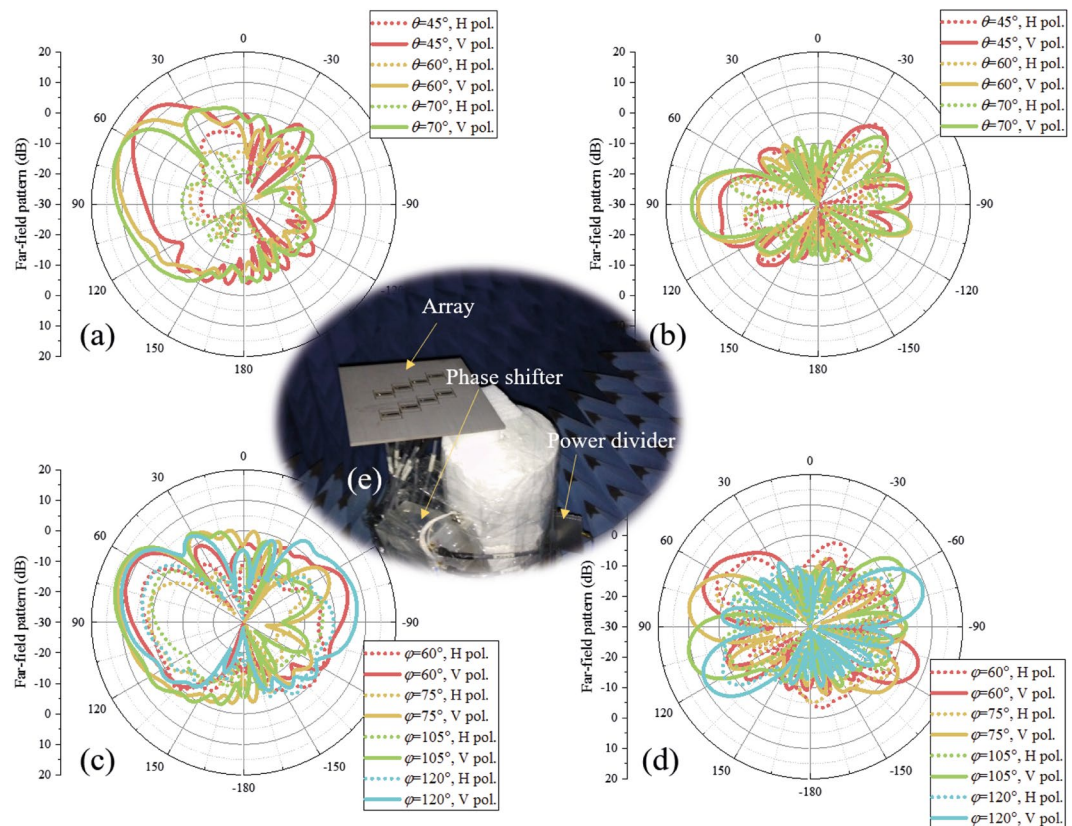 θ=45°, H pol.
θ=45°, V pol.
θ=60°, H pol.
θ=60°, V pol.
θ=70°, H pol.
θ=70°, V pol.
Far-field pattern (dB)
20
10
0
-10
-20
-30
-20
-10
0
10
20
0
30
-30
60
90
-90
120
-120
150
-150
180
(a)
θ=45°, H pol.
θ=45°, V pol.
θ=60°, H pol.
θ=60°, V pol.
θ=70°, H pol.
θ=70°, V pol.
Far-field pattern (dB)
20
10
0
-10
-20
-30
-20
0
30
-30
60
-60
90
-90
120
-120
150
-150
180
(b)
Array
Phase shifter
Power divider
(e)
Far-field pattern (dB)
20
10
0
-10
-20
-30
-20
-10
0
10
20
0
30
60
90
-90
120
150
-180
(c)
φ=60°, H pol.
φ=60°, V pol.
φ=75°, H pol.
φ=75°, V pol.
φ=105°, H pol.
φ=105°, V pol.
φ=120°, H pol.
φ=120°, V pol.
Far-field pattern (dB)
0
-10
-20
-30
-20
-10
0
10
20
0
30
-30
60
-60
90
-90
120
150
-150
-180
(d)
φ=60°, H pol.
φ=60°, V pol.
φ=75°, H pol.
φ=75°, V pol.
φ=105°, H pol.
φ=105°, V pol.
φ=120°, H pol.
φ=120°, V pol.